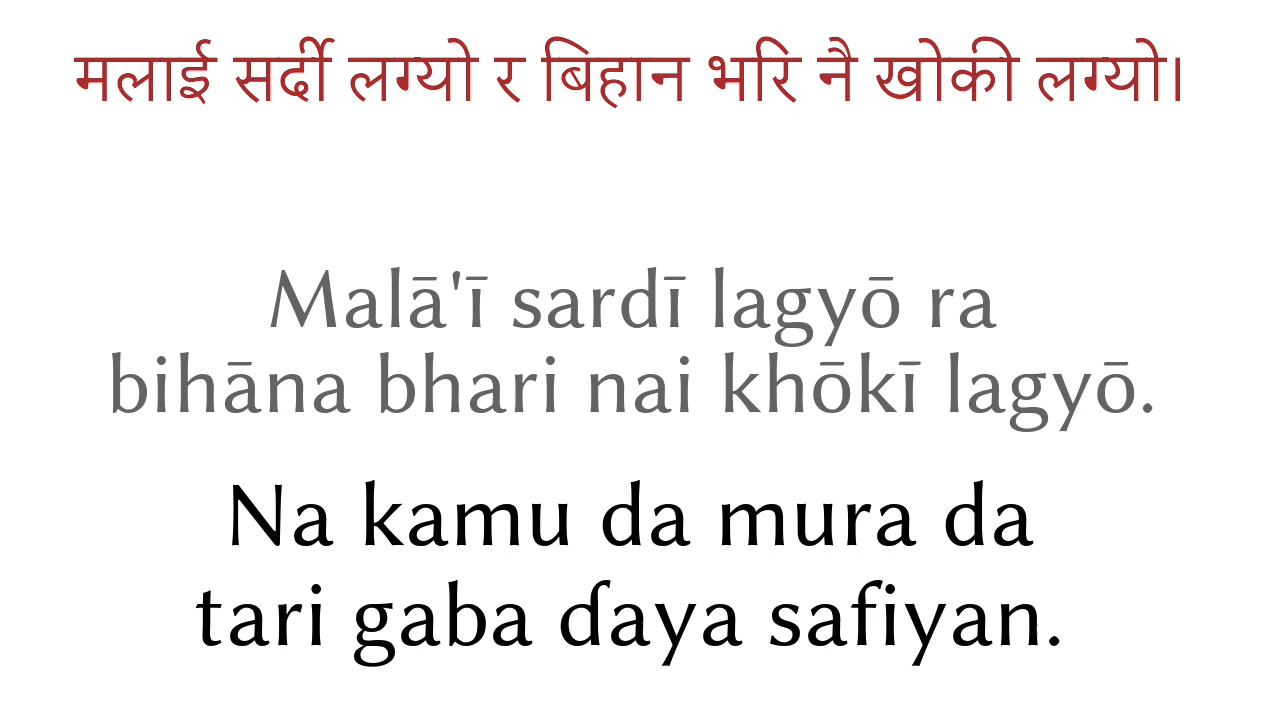 मलाई सर्दी लग्यो र बिहान भरि नै खोकी लग्यो।
Malā'ī sardī lagyō ra
bihāna bhari nai khōkī lagyō.
Na kamu da mura da
tari gaba ɗaya safiyan.